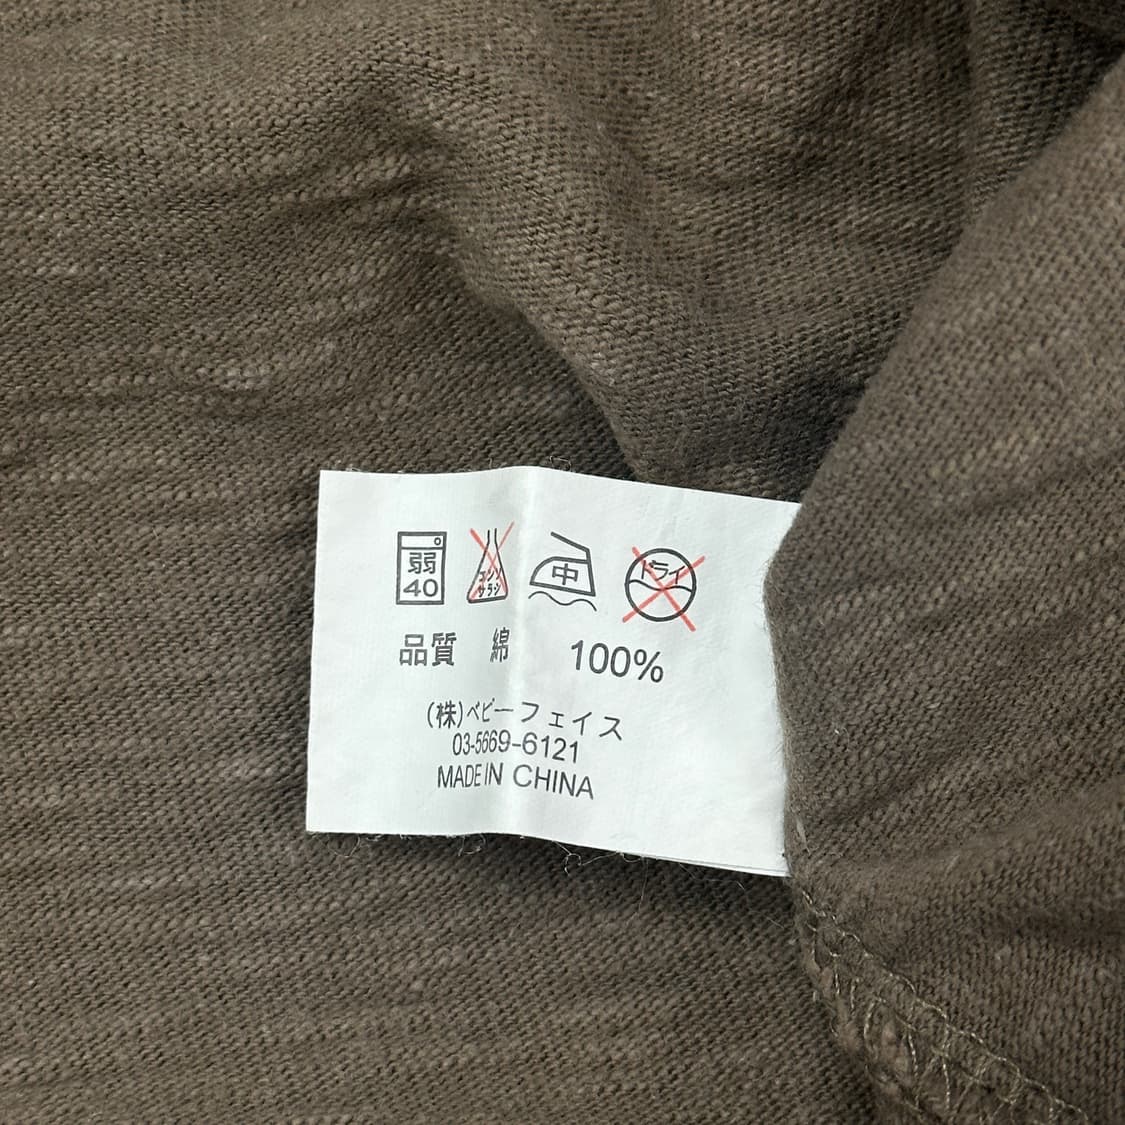 弱 40 エンソ サラシ 中 ドライ
品質 綿 100%
(株)ベビーフェイス
03-5669-6121
MADE IN CHINA